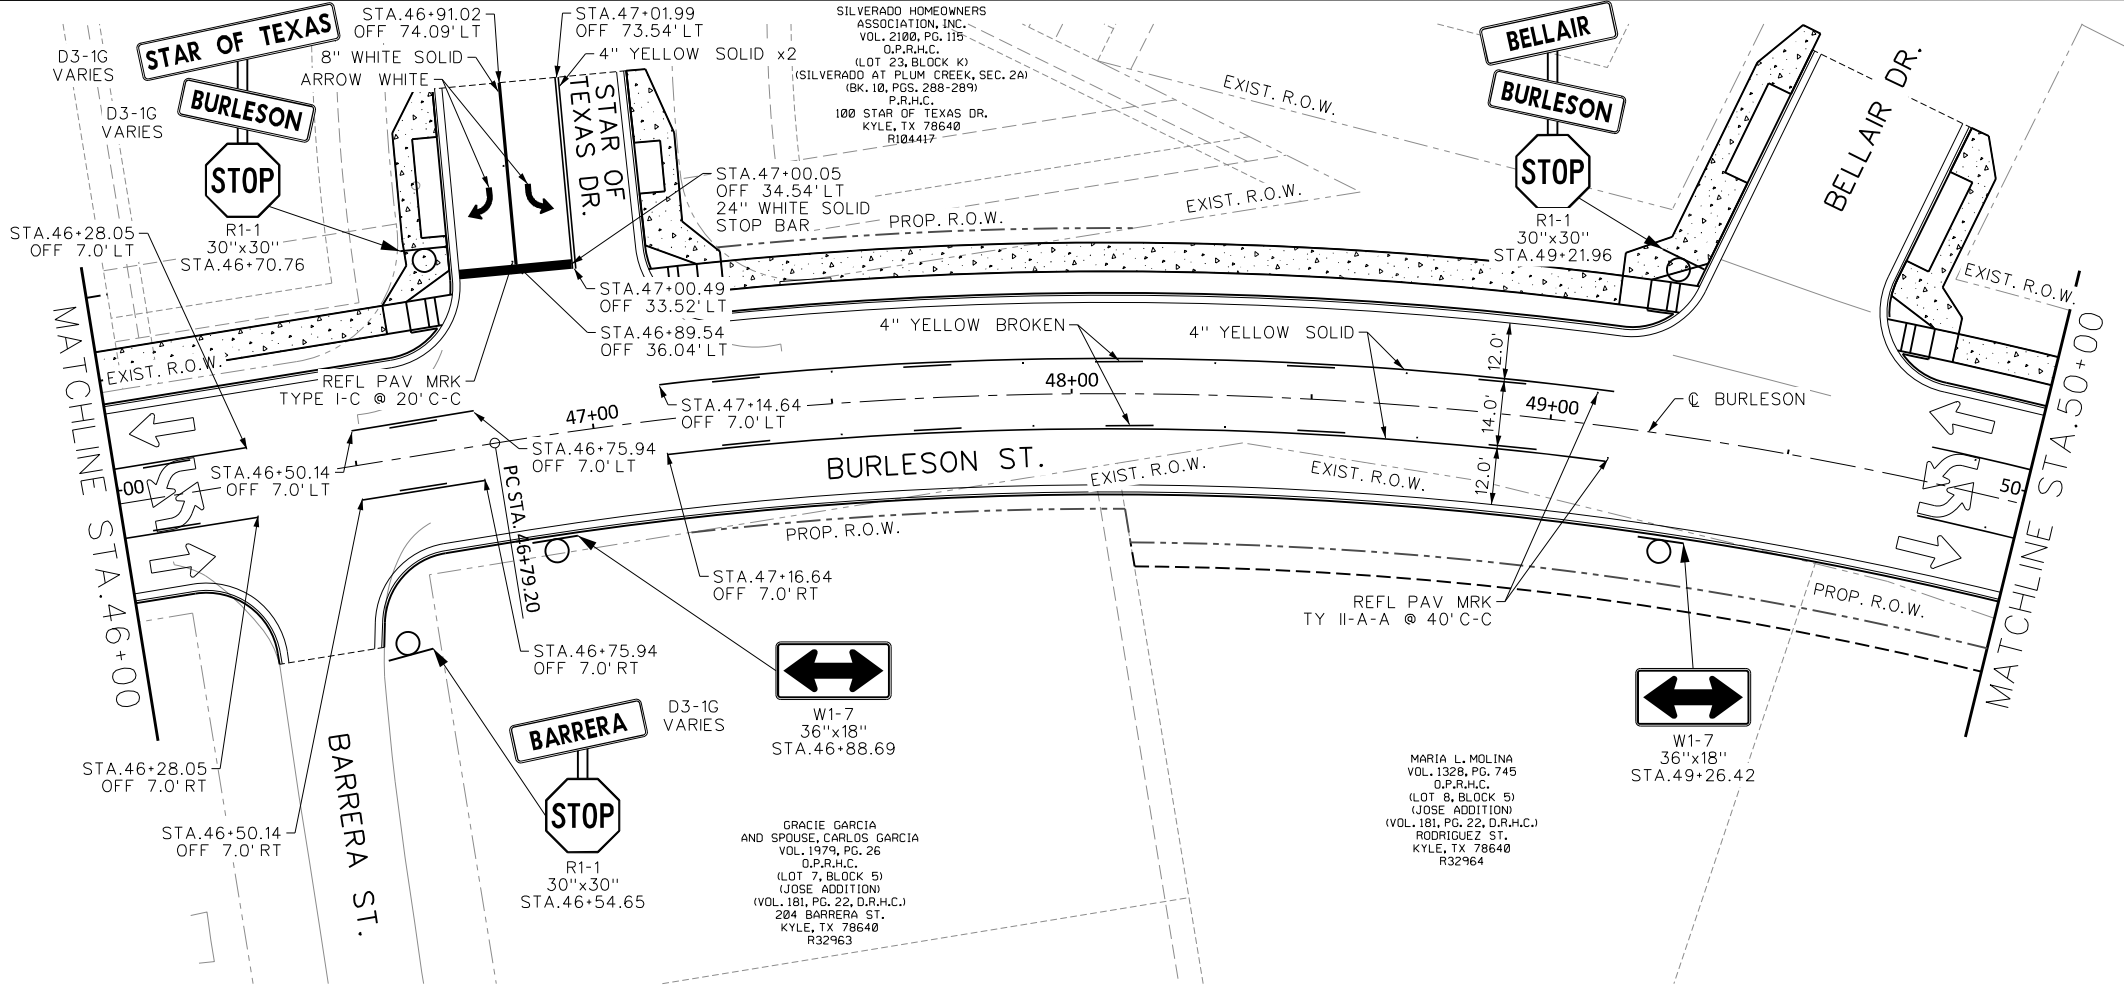 STAR OF TEXAS
BURLESON
STOP
D3-1G
VARIES
D3-1G
VARIES
R1-1
30"x30"
STA.46+70.76
STA.46+91.02
OFF 74.09' LT
8" WHITE SOLID
ARROW WHITE
STA.47+01.99
OFF 73.54' LT
4" YELLOW SOLID x2
STAR OF
TEXAS DR.
SILVERADO HOMEOWNERS
ASSOCIATION, INC.
VOL. 2100, PG. 115
O.P.R.H.C.
(LOT 23, BLOCK K)
(SILVERADO AT PLUM CREEK, SEC. 2A)
(BK. 10, PGS. 288-289)
P.R.H.C.
100 STAR OF TEXAS DR.
KYLE, TX 78640
R104417
EXIST. R.O.W.
EXIST. R.O.W.
PROP. R.O.W.
BELLAIR
BURLESON
STOP
R1-1
30"x30"
STA.49+21.96
BELLAIR DR.
EXIST. R.O.W.
STA.46+28.05
OFF 7.0' LT
STA.47+00.05
OFF 34.54' LT
24" WHITE SOLID
STOP BAR
STA.47+00.49
OFF 33.52' LT
STA.46+89.54
OFF 36.04' LT
MATCHLINE STA.46+00
EXIST. R.O.W.
REFL PAV MRK
TYPE I-C @ 20' C-C
4" YELLOW BROKEN
4" YELLOW SOLID
12.0'
14.0'
12.0'
47+00
48+00
49+00
℄ BURLESON
MATCHLINE STA.50+00
STA.47+14.64
OFF 7.0' LT
STA.46+75.94
OFF 7.0' LT
STA.46+50.14
OFF 7.0' LT
-00
50-
PC STA. 46+79.20
BURLESON ST.
EXIST. R.O.W.
EXIST. R.O.W.
PROP. R.O.W.
STA.47+16.64
OFF 7.0' RT
REFL PAV MRK
TY II-A-A @ 40' C-C
PROP. R.O.W.
STA.46+75.94
OFF 7.0' RT
W1-7
36"x18"
STA.46+88.69
W1-7
36"x18"
STA.49+26.42
BARRERA
D3-1G
VARIES
STOP
R1-1
30"x30"
STA.46+54.65
STA.46+28.05
OFF 7.0' RT
STA.46+50.14
OFF 7.0' RT
BARRERA ST.
GRACIE GARCIA
AND SPOUSE, CARLOS GARCIA
VOL. 1979, PG. 26
O.P.R.H.C.
(LOT 7, BLOCK 5)
(JOSE ADDITION)
(VOL. 181, PG. 22, D.R.H.C.)
204 BARRERA ST.
KYLE, TX 78640
R32963
MARIA L. MOLINA
VOL. 1328, PG. 745
O.P.R.H.C.
(LOT 8, BLOCK 5)
(JOSE ADDITION)
(VOL. 181, PG. 22, D.R.H.C.)
RODRIGUEZ ST.
KYLE, TX 78640
R32964